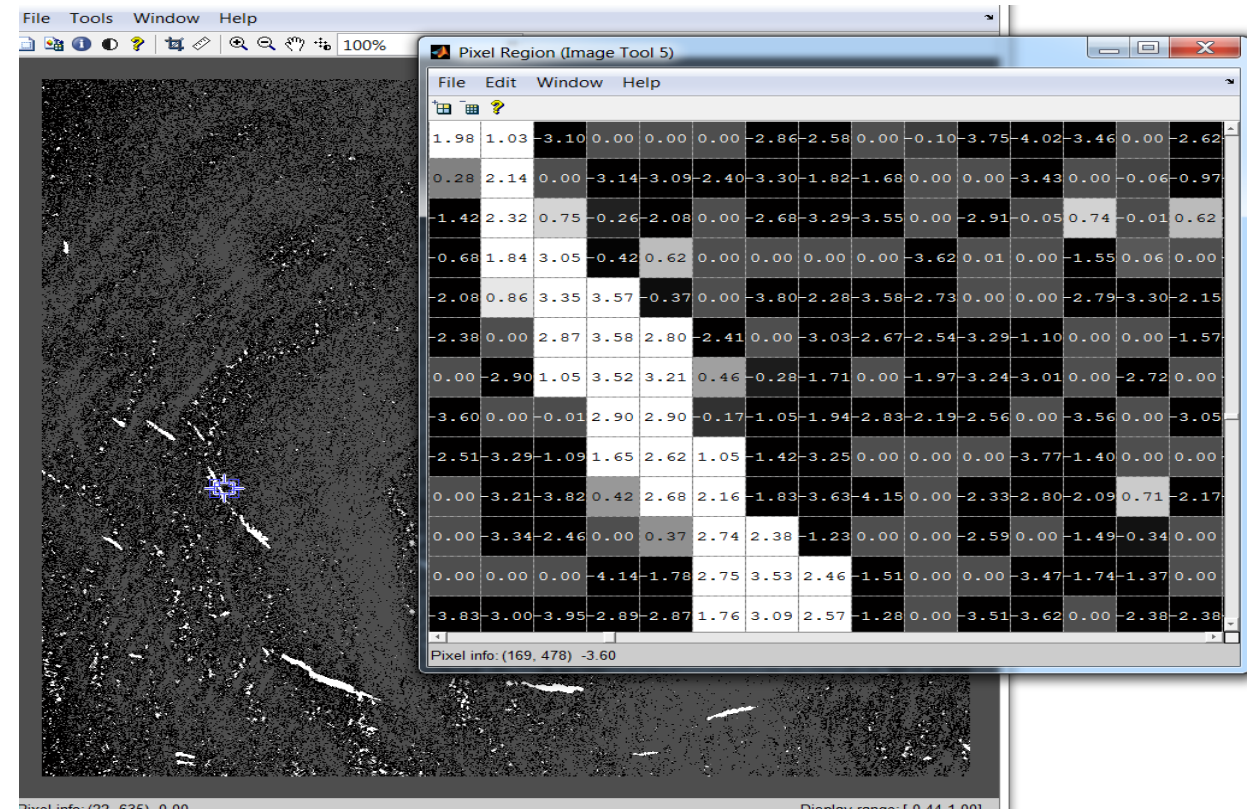 File Tools Window Help
100%
Pixel Region (Image Tool 5)
File Edit Window Help
1.98 1.03 -3.10 0.00 0.00 0.00 -2.86 -2.58 0.00 -0.10 -3.75 -4.02 -3.46 0.00 -2.62
0.28 2.14 0.00 -3.14 -3.09 -2.40 -3.30 -1.82 -1.68 0.00 0.00 -3.43 0.00 -0.06 -0.97
-1.42 2.32 0.75 -0.26 -2.08 0.00 -2.68 -3.29 -3.55 0.00 -2.91 -0.05 0.74 -0.01 0.62
-0.68 1.84 3.05 -0.42 0.62 0.00 0.00 0.00 0.00 -3.62 0.01 0.00 -1.55 0.06 0.00
-2.08 0.86 3.35 3.57 -0.37 0.00 -3.80 -2.28 -3.58 -2.73 0.00 0.00 -2.79 -3.30 -2.15
-2.38 0.00 2.87 3.58 2.80 -2.41 0.00 -3.03 -2.67 -2.54 -3.29 -1.10 0.00 0.00 -1.57
0.00 -2.90 1.05 3.52 3.21 0.46 -0.28 -1.71 0.00 -1.97 -3.24 -3.01 0.00 -2.72 0.00
-3.60 0.00 -0.01 2.90 2.90 -0.17 -1.05 -1.94 -2.83 -2.19 -2.56 0.00 -3.56 0.00 -3.05
-2.51 -3.29 -1.09 1.65 2.62 1.05 -1.42 -3.25 0.00 0.00 0.00 -3.77 -1.40 0.00 0.00
0.00 -3.21 -3.82 0.42 2.68 2.16 -1.83 -3.63 -4.15 0.00 -2.33 -2.80 -2.09 0.71 -2.17
0.00 -3.34 -2.46 0.00 0.37 2.74 2.38 -1.23 0.00 0.00 -2.59 0.00 -1.49 -0.34 0.00
0.00 0.00 0.00 -4.14 -1.78 2.75 3.53 2.46 -1.51 0.00 0.00 -3.47 -1.74 -1.37 0.00
-3.83 -3.00 -3.95 -2.89 -2.87 1.76 3.09 2.57 -1.28 0.00 -3.51 -3.62 0.00 -2.38 -2.38
Pixel info: (169, 478) -3.60